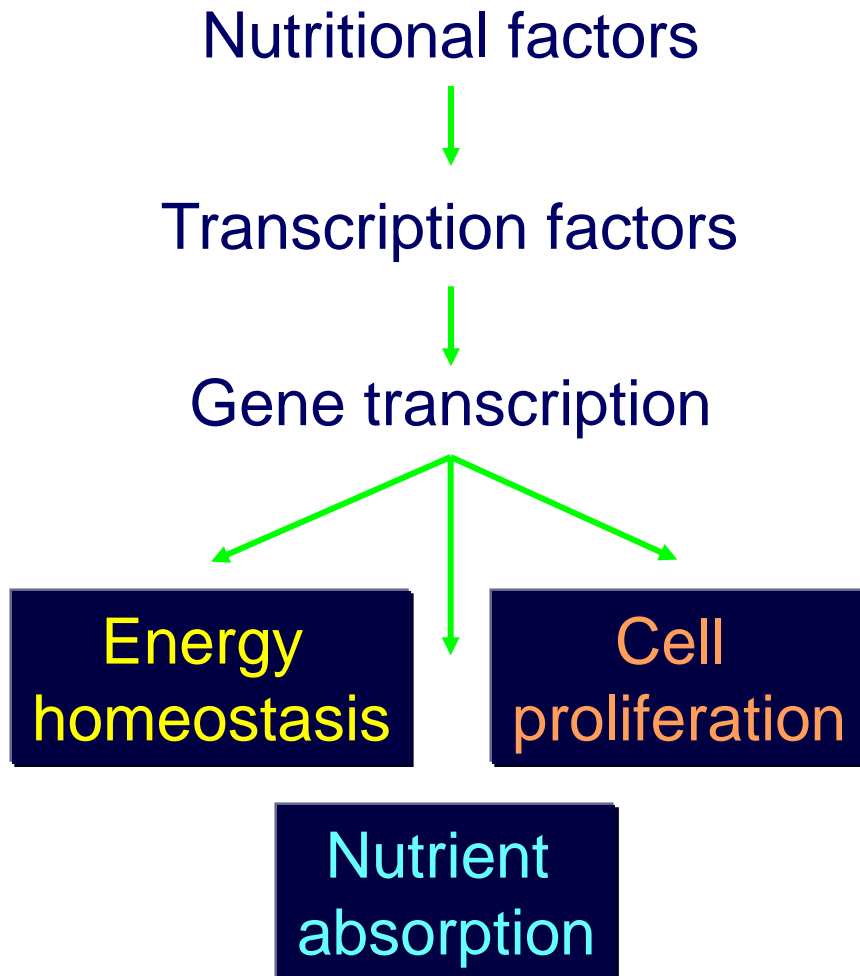 Nutritional factors
Transcription factors
Gene transcription
Energy
homeostasis
Cell
proliferation
Nutrient
absorption